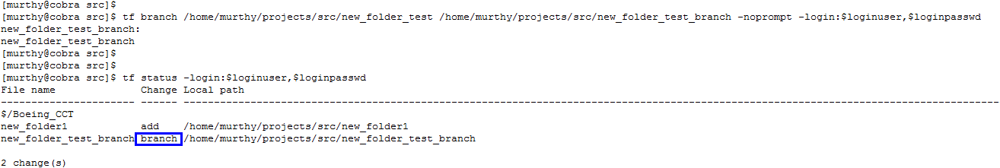 [murthy@cobra src]$
[murthy@cobra src]$ tf branch /home/murthy/projects/src/new_folder_test /home/murthy/projects/src/new_folder_test_branch -noprompt -login:$loginuser,$loginpasswd
new_folder_test_branch:
new_folder_test_branch
[murthy@cobra src]$
[murthy@cobra src]$
[murthy@cobra src]$ tf status -login:$loginuser,$loginpasswd
File name              Change Local path
---------------------- ------ ---------------------------------------------------------------------------------------------------------------------------------------
$/Boeing_CCT
new_folder1            add    /home/murthy/projects/src/new_folder1
new_folder_test_branch branch /home/murthy/projects/src/new_folder_test_branch
2 change(s)